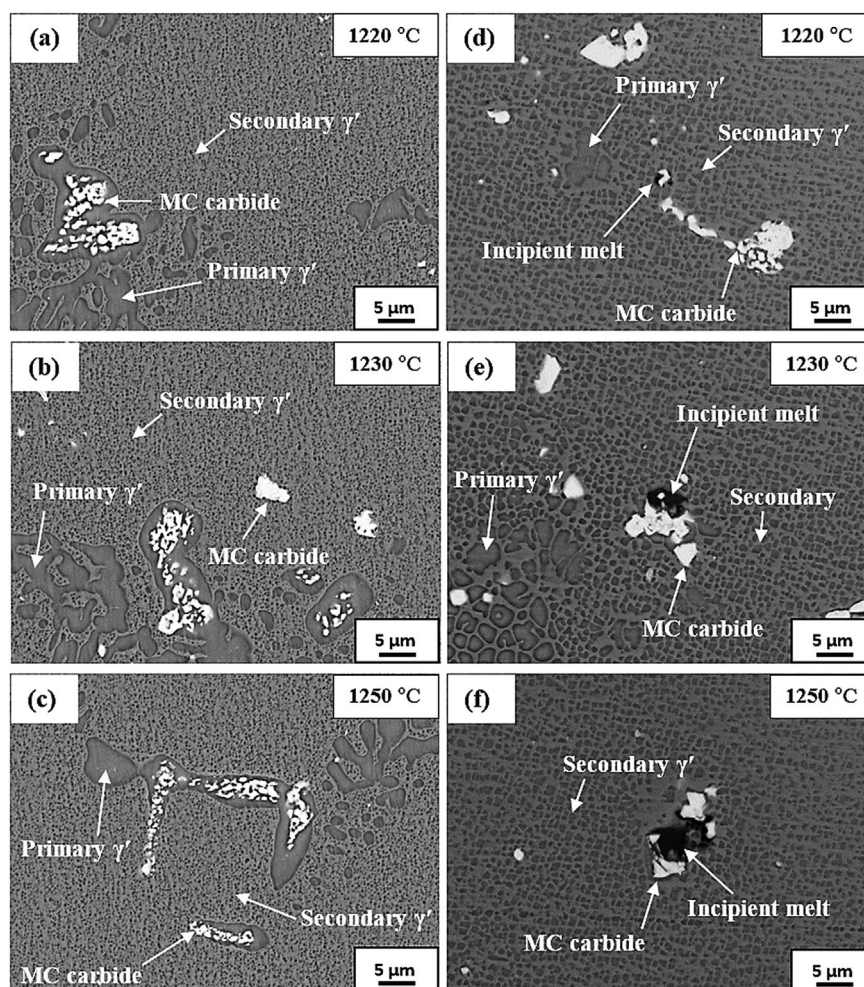 (a)
1220 °C
Secondary γ′
MC carbide
Primary γ′
5 μm
(d)
1220 °C
Primary γ′
Secondary γ′
Incipient melt
MC carbide
5 μm
(b)
1230 °C
Secondary γ′
Primary γ′
MC carbide
5 μm
(e)
1230 °C
Incipient melt
Primary γ′
Secondary
MC carbide
5 μm
(c)
1250 °C
Primary γ′
Secondary γ′
MC carbide
5 μm
(f)
1250 °C
Secondary γ′
Incipient melt
MC carbide
5 μm